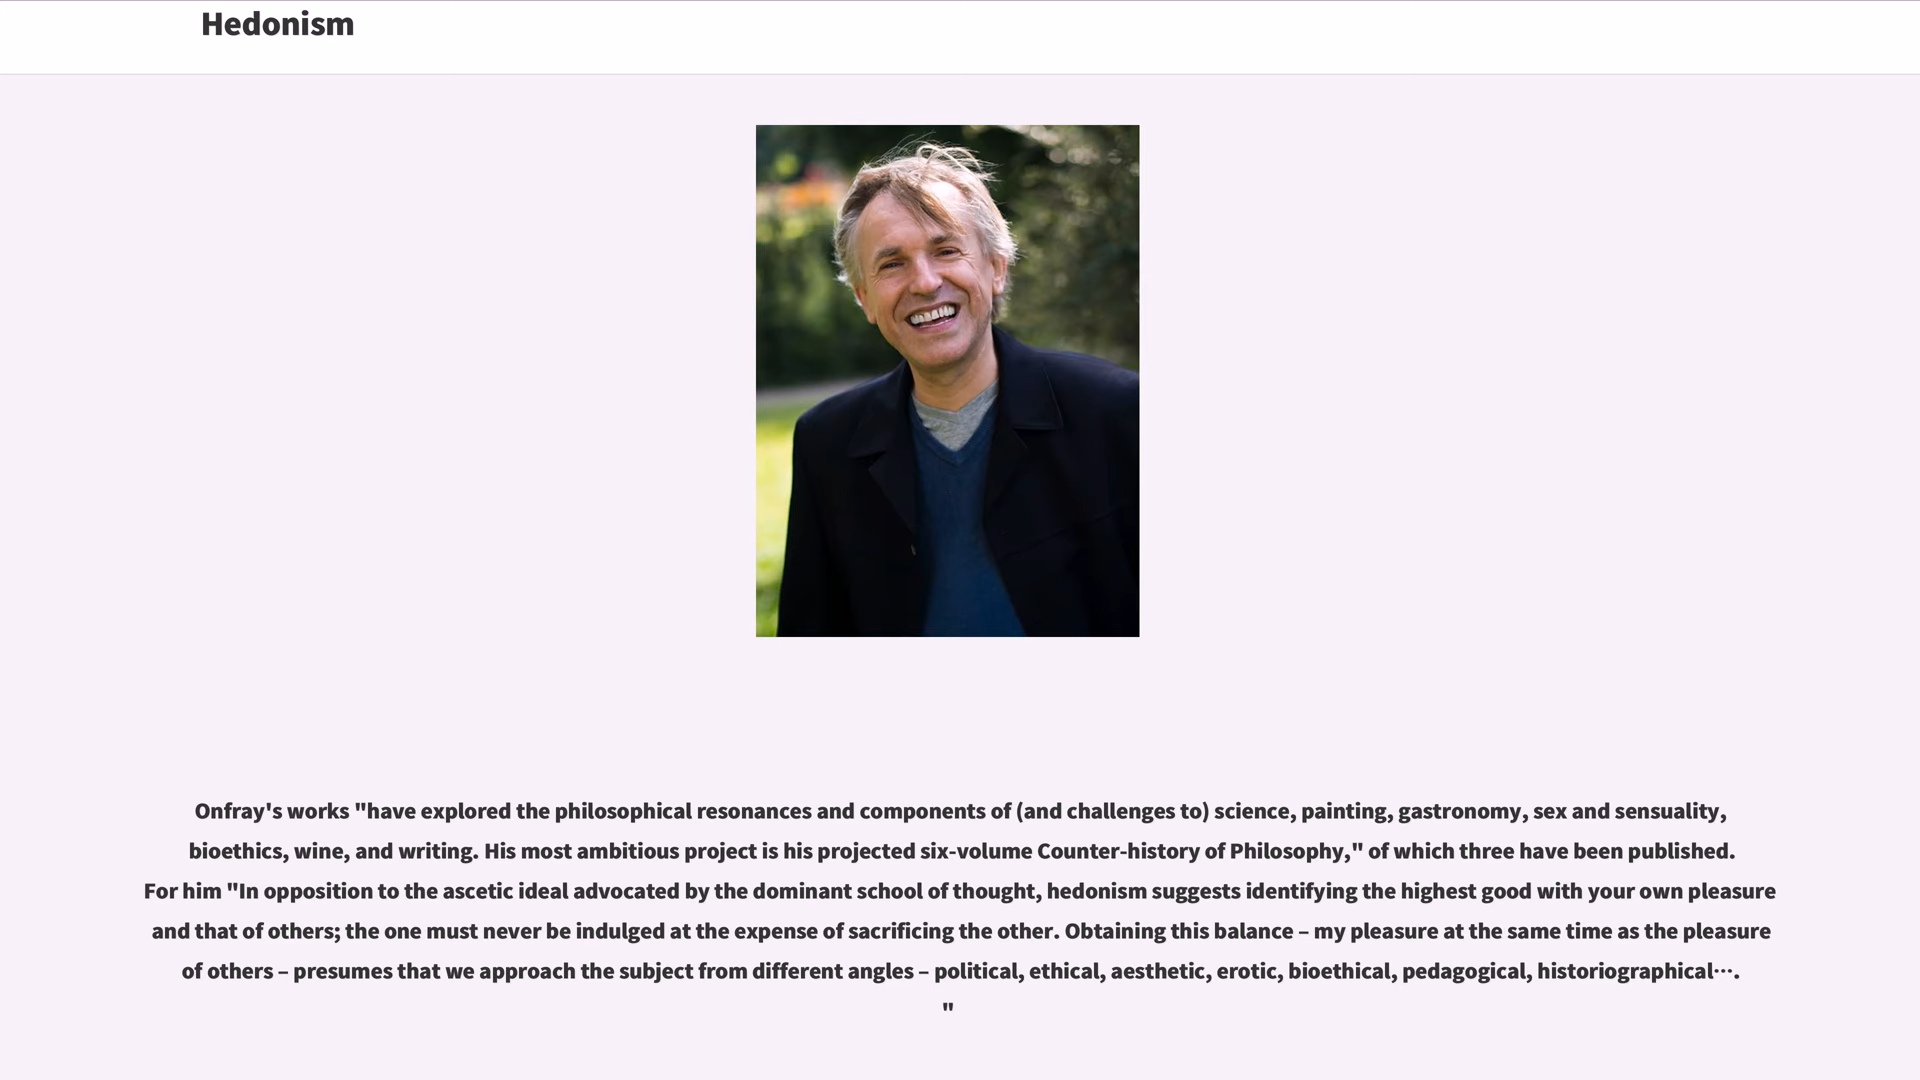 Hedonism
Onfray's works "have explored the philosophical resonances and components of (and challenges to) science, painting, gastronomy, sex and sensuality,
bioethics, wine, and writing. His most ambitious project is his projected six-volume Counter-history of Philosophy," of which three have been published.
For him "In opposition to the ascetic ideal advocated by the dominant school of thought, hedonism suggests identifying the highest good with your own pleasure
and that of others; the one must never be indulged at the expense of sacrificing the other. Obtaining this balance – my pleasure at the same time as the pleasure
of others – presumes that we approach the subject from different angles – political, ethical, aesthetic, erotic, bioethical, pedagogical, historiographical….
"